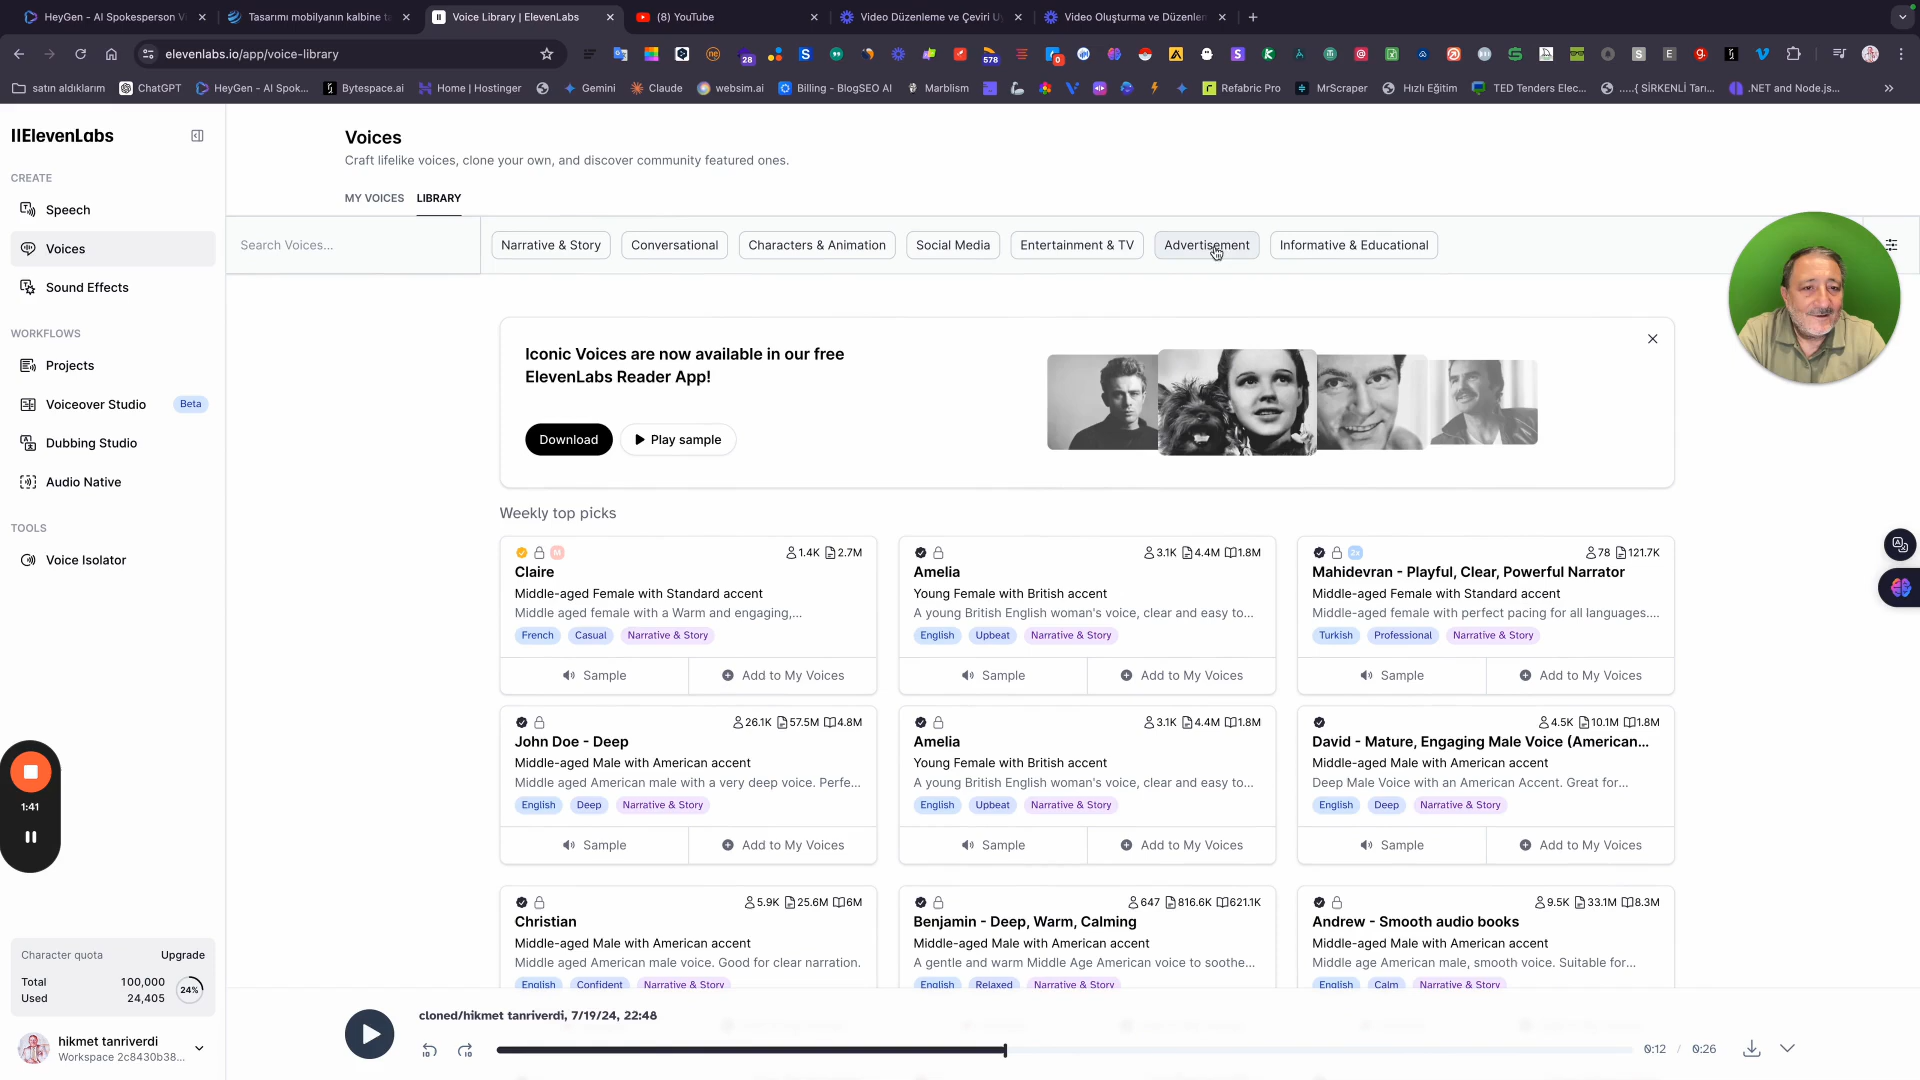 HeyGen - AI Spokesperson V
Tasarımı mobilyanın kalbine ta
Voice Library | ElevenLabs
(8) YouTube
Video Düzenleme ve Çeviri U
Video Oluşturma ve Düzenlen
elevenlabs.io/app/voice-library
28
578
0
satın aldıklarım
ChatGPT
HeyGen - AI Spok...
Bytespace.ai
Home | Hostinger
Gemini
Claude
websim.ai
Billing - BlogSEO AI
Marblism
Refabric Pro
MrScraper
Hızlı Eğitim
TED Tenders Elec...
.....{ SİRKENLİ Tarı...
.NET and Node.js...
IIElevenLabs
CREATE
Speech
Voices
Sound Effects
WORKFLOWS
Projects
Voiceover Studio
Beta
Dubbing Studio
Audio Native
TOOLS
Voice Isolator
1:41
Character quota
Upgrade
Total 100,000
Used 24,405
24%
hikmet tanriverdi
Workspace 2c8430b38...
Voices
Craft lifelike voices, clone your own, and discover community featured ones.
MY VOICES
LIBRARY
Search Voices...
Narrative & Story
Conversational
Characters & Animation
Social Media
Entertainment & TV
Advertisement
Informative & Educational
Iconic Voices are now available in our free
ElevenLabs Reader App!
Download
Play sample
Weekly top picks
1.4K 2.7M
Claire
Middle-aged Female with Standard accent
Middle aged female with a Warm and engaging,...
French Casual Narrative & Story
Sample
Add to My Voices
3.1K 4.4M 1.8M
Amelia
Young Female with British accent
A young British English woman's voice, clear and easy to...
English Upbeat Narrative & Story
Sample
Add to My Voices
2x
78 121.7K
Mahidevran - Playful, Clear, Powerful Narrator
Middle-aged Female with Standard accent
Middle-aged female with perfect pacing for all languages....
Turkish Professional Narrative & Story
Sample
Add to My Voices
26.1K 57.5M 4.8M
John Doe - Deep
Middle-aged Male with American accent
Middle aged American male with a very deep voice. Perfe...
English Deep Narrative & Story
Sample
Add to My Voices
3.1K 4.4M 1.8M
Amelia
Young Female with British accent
A young British English woman's voice, clear and easy to...
English Upbeat Narrative & Story
Sample
Add to My Voices
4.5K 10.1M 1.8M
David - Mature, Engaging Male Voice (American...
Middle-aged Male with American accent
Deep Male Voice with an American Accent. Great for...
English Deep Narrative & Story
Sample
Add to My Voices
5.9K 25.6M 6M
Christian
Middle-aged Male with American accent
Middle aged American male voice. Good for clear narration.
English Confident Narrative & Story
647 816.6K 621.1K
Benjamin - Deep, Warm, Calming
Middle-aged Male with American accent
A gentle and warm Middle Age American voice to soothe...
English Relaxed Narrative & Story
9.5K 33.1M 8.3M
Andrew - Smooth audio books
Middle-aged Male with American accent
Middle age American male, smooth voice. Suitable for...
English Calm Narrative & Story
cloned/hikmet tanriverdi, 7/19/24, 22:48
0:12 / 0:26